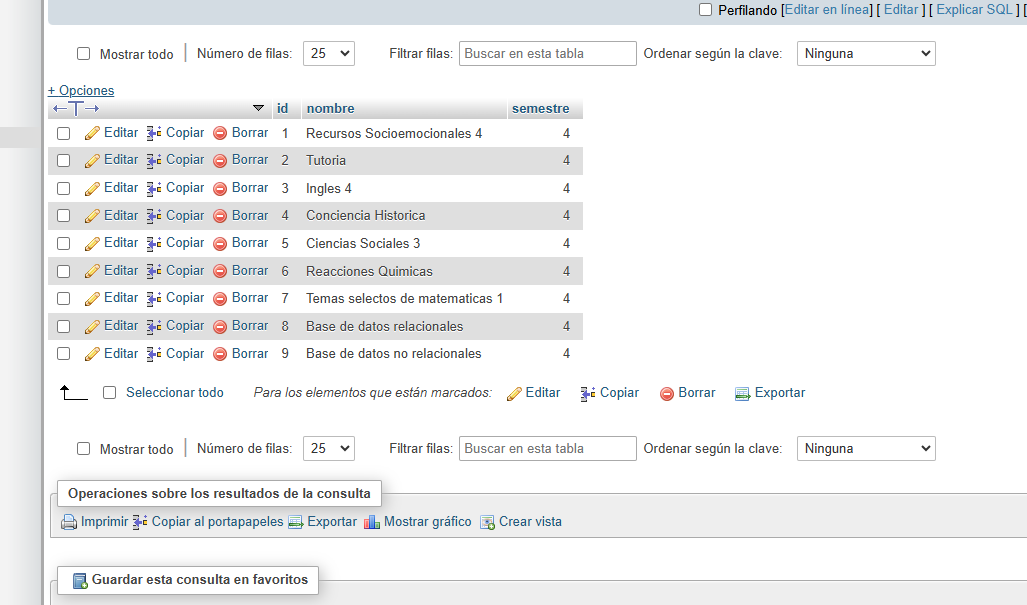 Perfilando [Editar en línea] [ Editar ] [ Explicar SQL ] [
Mostrar todo | Número de filas: 25 Filtrar filas: Buscar en esta tabla Ordenar según la clave: Ninguna
+ Opciones
←T→ id nombre semestre
Editar Copiar Borrar 1 Recursos Socioemocionales 4 4
Editar Copiar Borrar 2 Tutoria 4
Editar Copiar Borrar 3 Ingles 4 4
Editar Copiar Borrar 4 Conciencia Historica 4
Editar Copiar Borrar 5 Ciencias Sociales 3 4
Editar Copiar Borrar 6 Reacciones Quimicas 4
Editar Copiar Borrar 7 Temas selectos de matematicas 1 4
Editar Copiar Borrar 8 Base de datos relacionales 4
Editar Copiar Borrar 9 Base de datos no relacionales 4
Seleccionar todo Para los elementos que están marcados: Editar Copiar Borrar Exportar
Mostrar todo | Número de filas: 25 Filtrar filas: Buscar en esta tabla Ordenar según la clave: Ninguna
Operaciones sobre los resultados de la consulta
Imprimir Copiar al portapapeles Exportar Mostrar gráfico Crear vista
Guardar esta consulta en favoritos